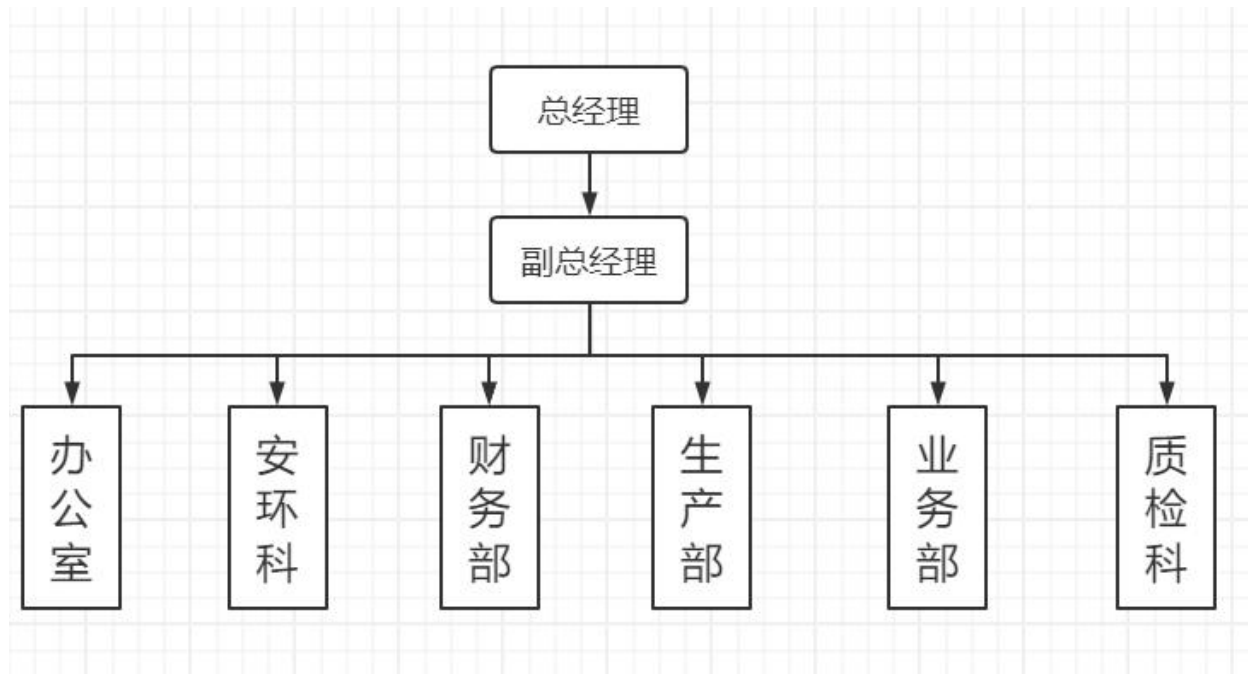 总经理
副总经理
办公室
安环科
财务部
生产部
业务部
质检科